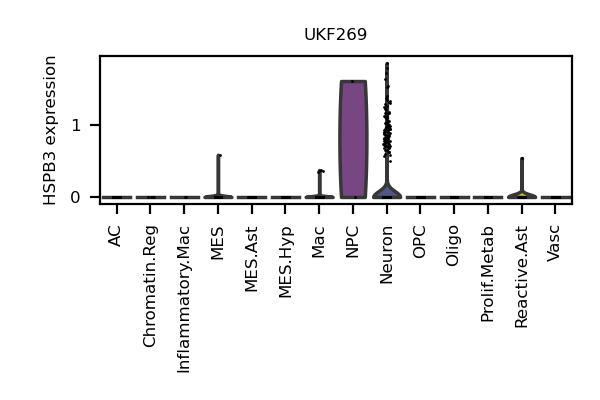 UKF269
HSPB3 expression
1
0
AC
Chromatin.Reg
Inflammatory.Mac
MES
MES.Ast
MES.Hyp
Mac
NPC
Neuron
OPC
Oligo
Prolif.Metab
Reactive.Ast
Vasc